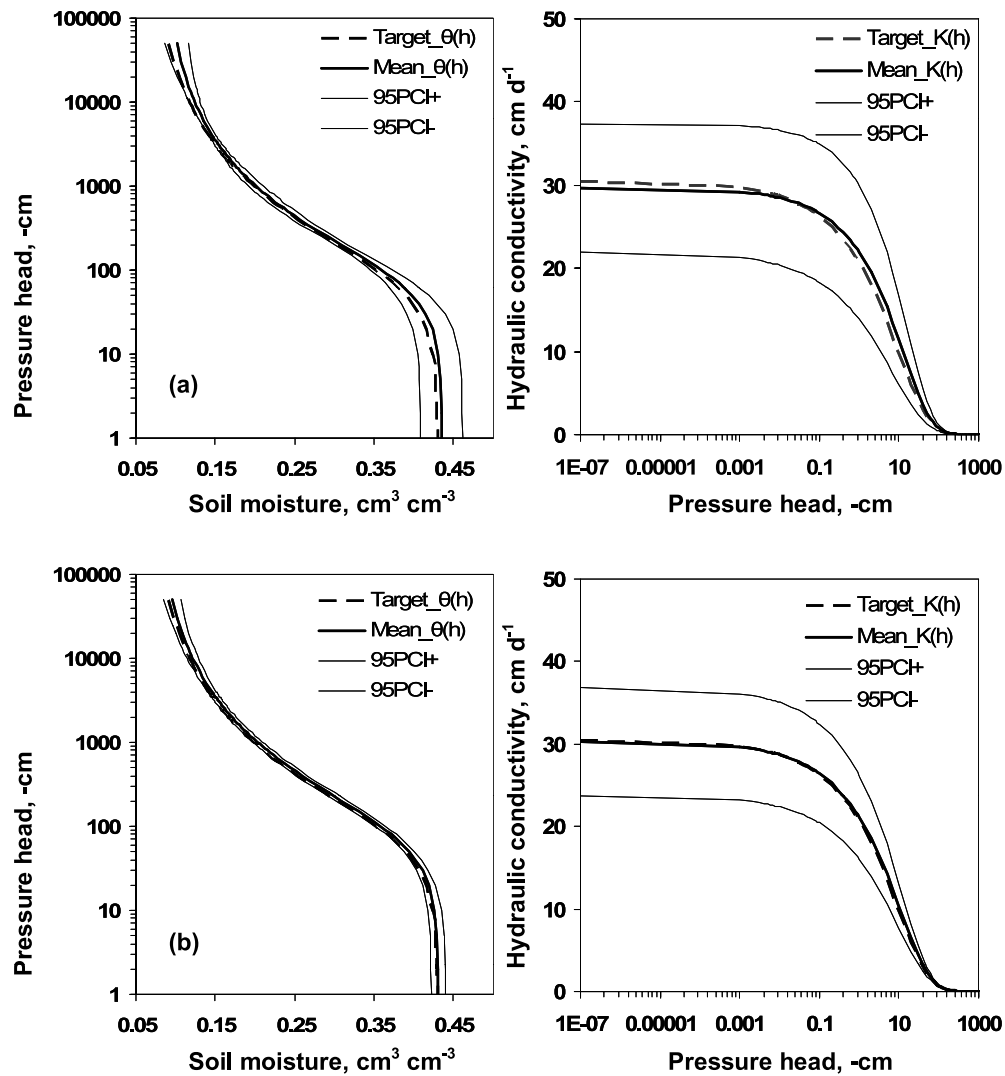 100000
10000
1000
100
10
1
Pressure head, -cm
Target_θ(h)
Mean_θ(h)
95PCI+
95PCI-
(a)
0.05 0.15 0.25 0.35 0.45
Soil moisture, cm³ cm⁻³
50
40
30
20
10
0
Hydraulic conductivity, cm d⁻¹
Target_K(h)
Mean_K(h)
95PCI+
95PCI-
1E-07 0.00001 0.001 0.1 10 1000
Pressure head, -cm
100000
10000
1000
100
10
1
Pressure head, -cm
Target_θ(h)
Mean_θ(h)
95PCI+
95PCI-
(b)
0.05 0.15 0.25 0.35 0.45
Soil moisture, cm³ cm⁻³
50
40
30
20
10
0
Hydraulic conductivity, cm d⁻¹
Target_K(h)
Mean_K(h)
95PCI+
95PCI-
1E-07 0.00001 0.001 0.1 10 1000
Pressure head, -cm